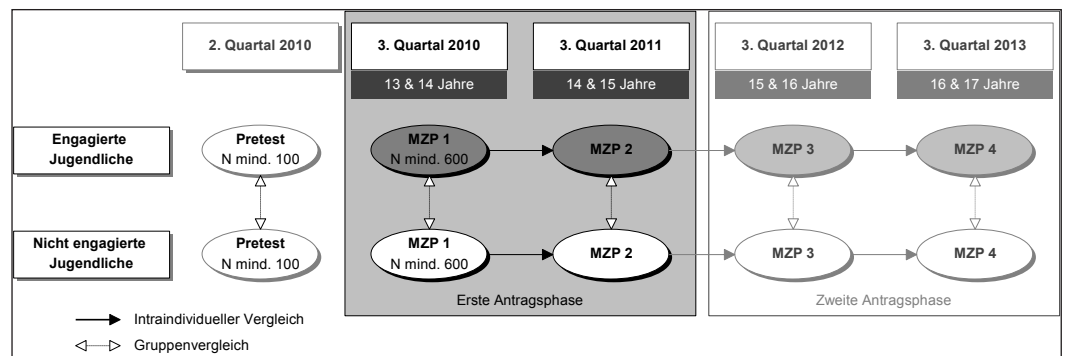 2. Quartal 2010
3. Quartal 2010
3. Quartal 2011
3. Quartal 2012
3. Quartal 2013
13 & 14 Jahre
14 & 15 Jahre
15 & 16 Jahre
16 & 17 Jahre
Engagierte
Jugendliche
Pretest
N mind. 100
MZP 1
N mind. 600
MZP 2
MZP 3
MZP 4
Nicht engagierte
Jugendliche
Pretest
N mind. 100
MZP 1
N mind. 600
MZP 2
MZP 3
MZP 4
Erste Antragsphase
Zweite Antragsphase
Intraindividueller Vergleich
Gruppenvergleich